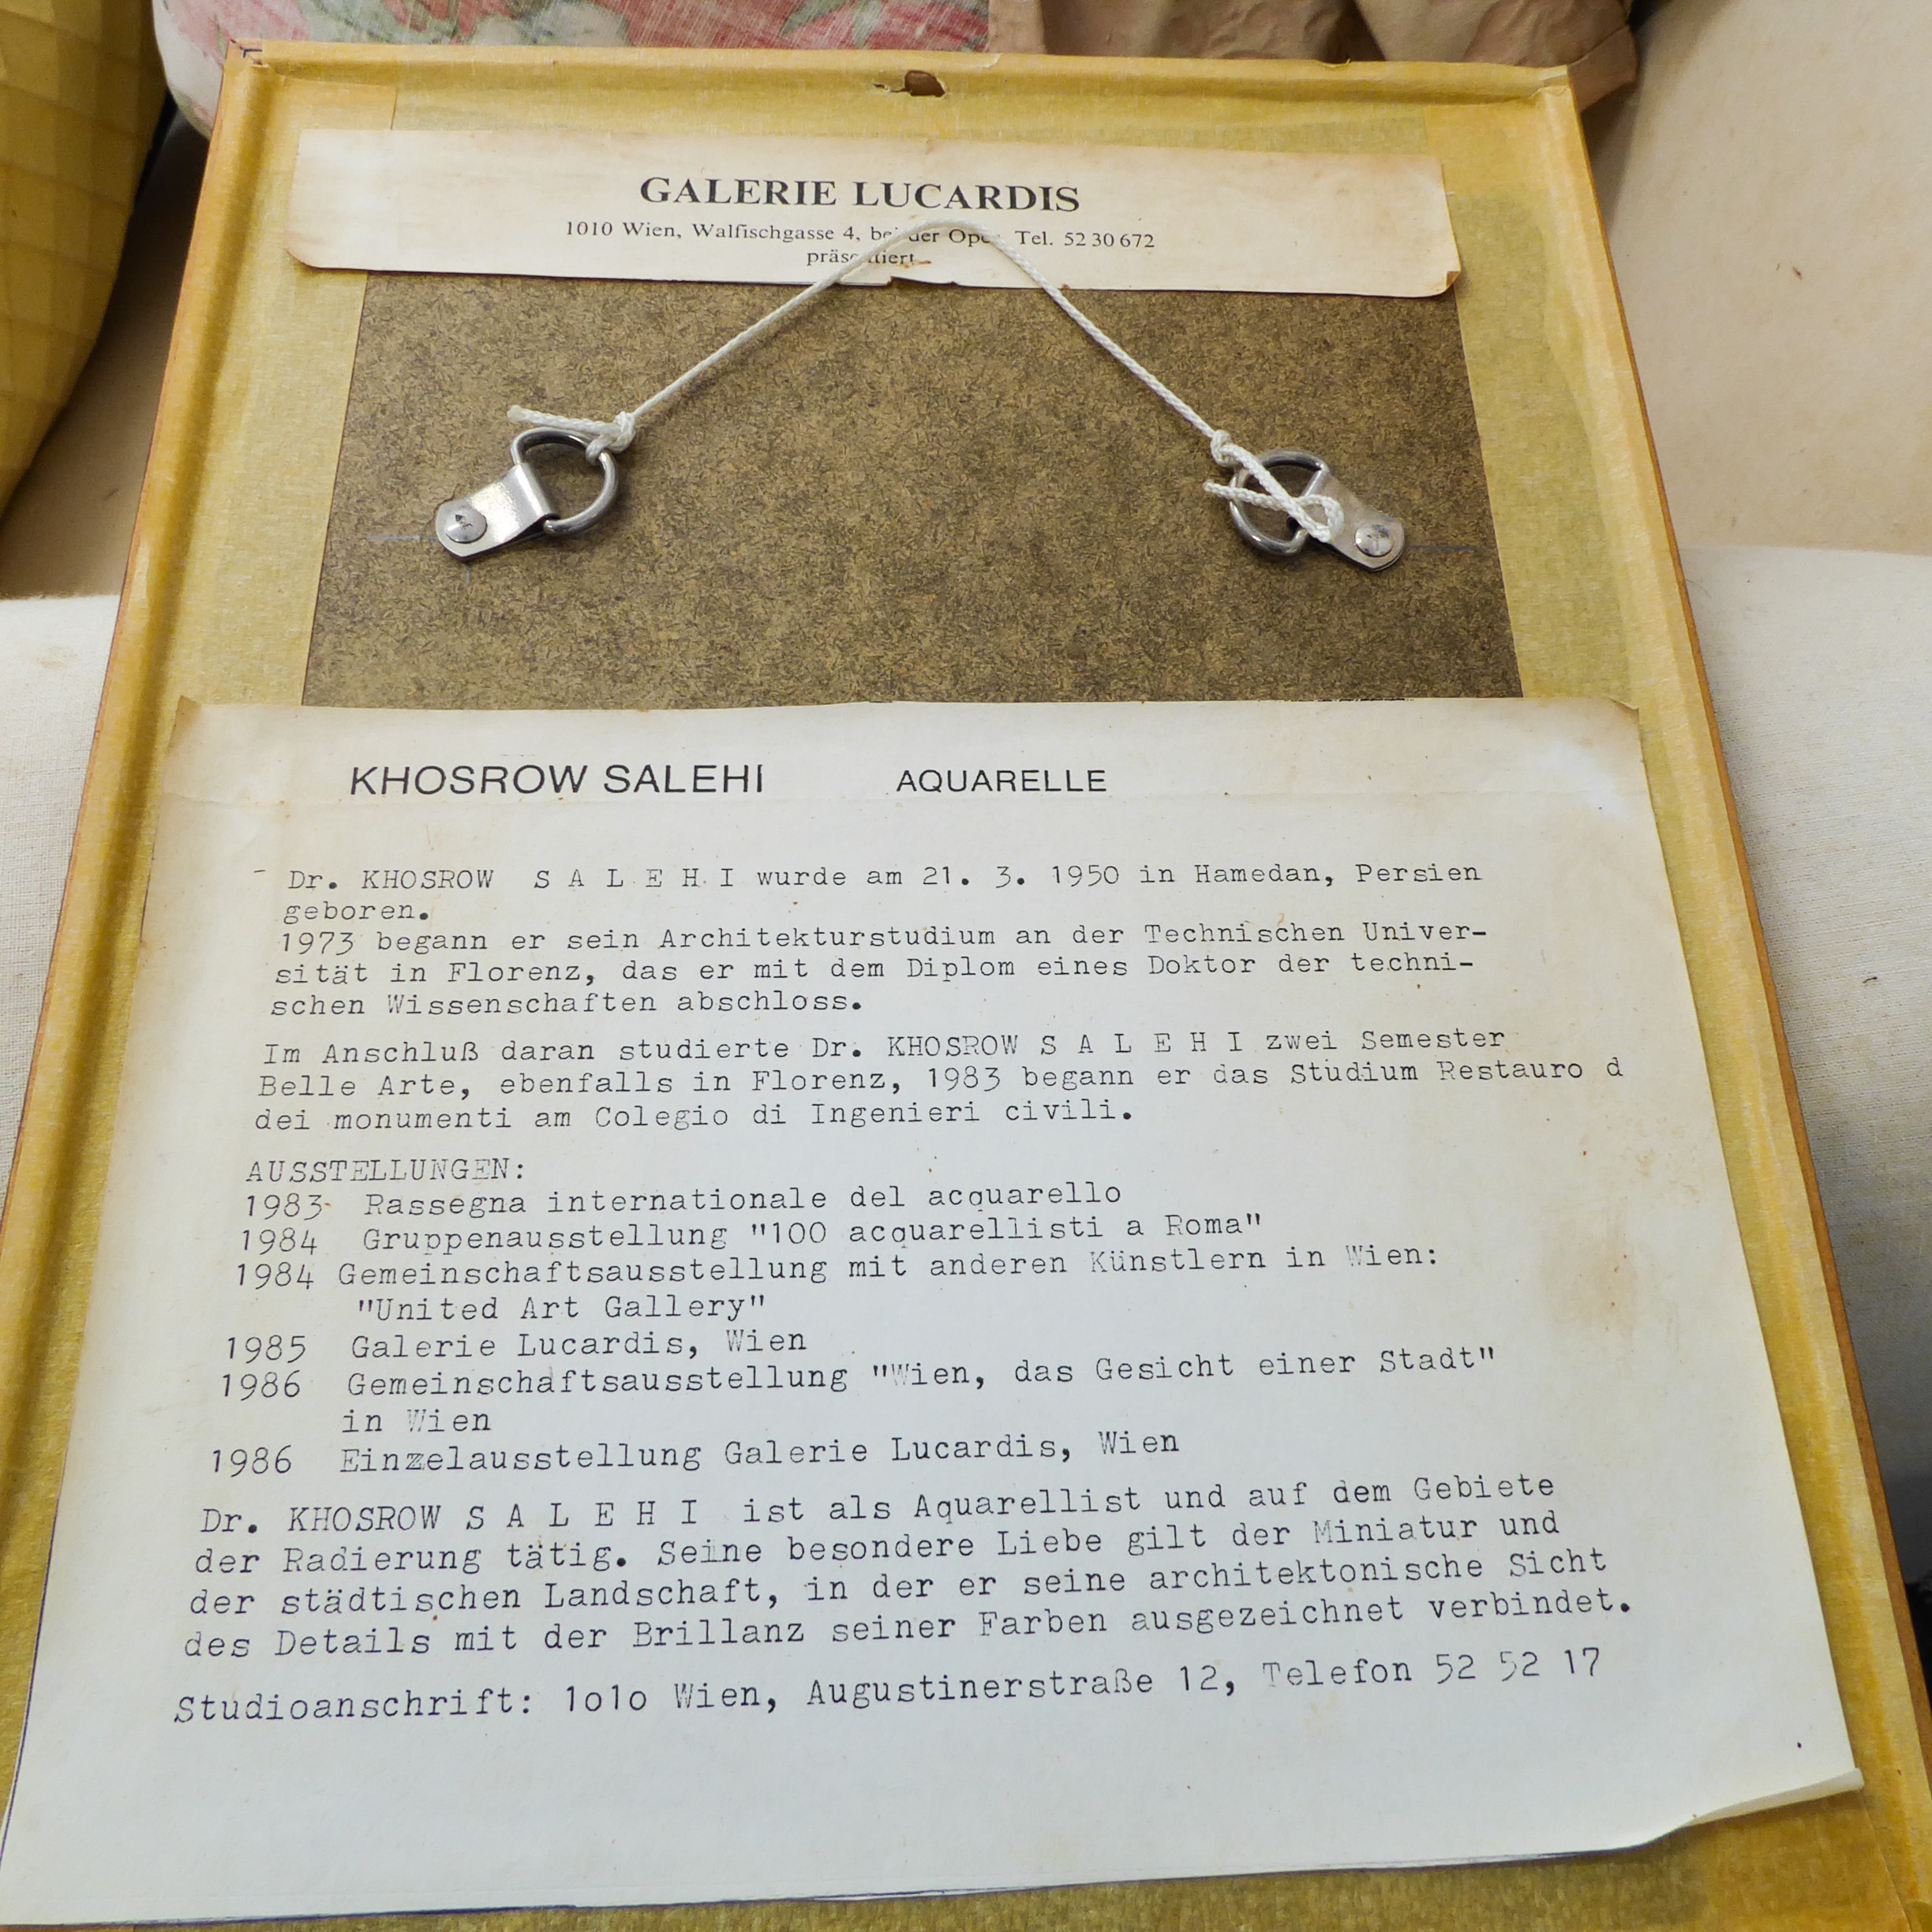 GALERIE LUCARDIS
1010 Wien, Walfischgasse 4, bei der Oper Tel. 52 30 672
präsentiert
KHOSROW SALEHI AQUARELLE
Dr. KHOSROW S A L E H I wurde am 21. 3. 1950 in Hamedan, Persien
geboren.
1973 begann er sein Architekturstudium an der Technischen Univer-
sität in Florenz, das er mit dem Diplom eines Doktor der techni-
schen Wissenschaften abschloss.
Im Anschluß daran studierte Dr. KHOSROW S A L E H I zwei Semester
Belle Arte, ebenfalls in Florenz, 1983 begann er das Studium Restauro d
dei monumenti am Colegio di Ingenieri civili.
AUSSTELLUNGEN:
1983 Rassegna internationale del acquarello
1984 Gruppenausstellung "100 acquarellisti a Roma"
1984 Gemeinschaftsausstellung mit anderen Künstlern in Wien:
"United Art Gallery"
1985 Galerie Lucardis, Wien
1986 Gemeinschaftsausstellung "Wien, das Gesicht einer Stadt"
in Wien
1986 Einzelausstellung Galerie Lucardis, Wien
Dr. KHOSROW S A L E H I ist als Aquarellist und auf dem Gebiete
der Radierung tätig. Seine besondere Liebe gilt der Miniatur und
der städtischen Landschaft, in der er seine architektonische Sicht
des Details mit der Brillanz seiner Farben ausgezeichnet verbindet.
Studioanschrift: 1o1o Wien, Augustinerstraße 12, Telefon 52 52 17